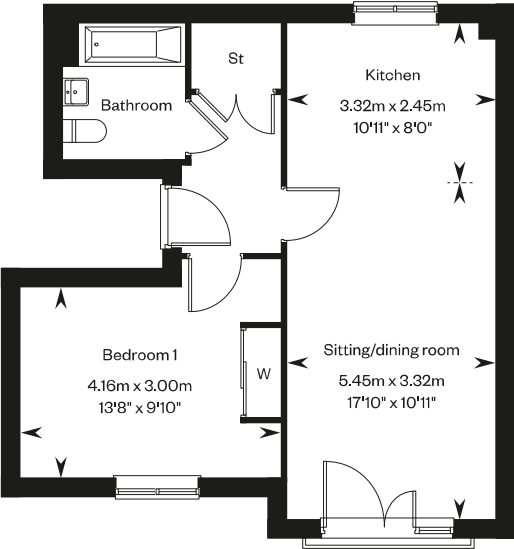 St
Kitchen
3.32m x 2.45m
10'11" x 8'0"
Bathroom
Bedroom 1
4.16m x 3.00m
13'8" x 9'10"
W
Sitting/dining room
5.45m x 3.32m
17'10" x 10'11"